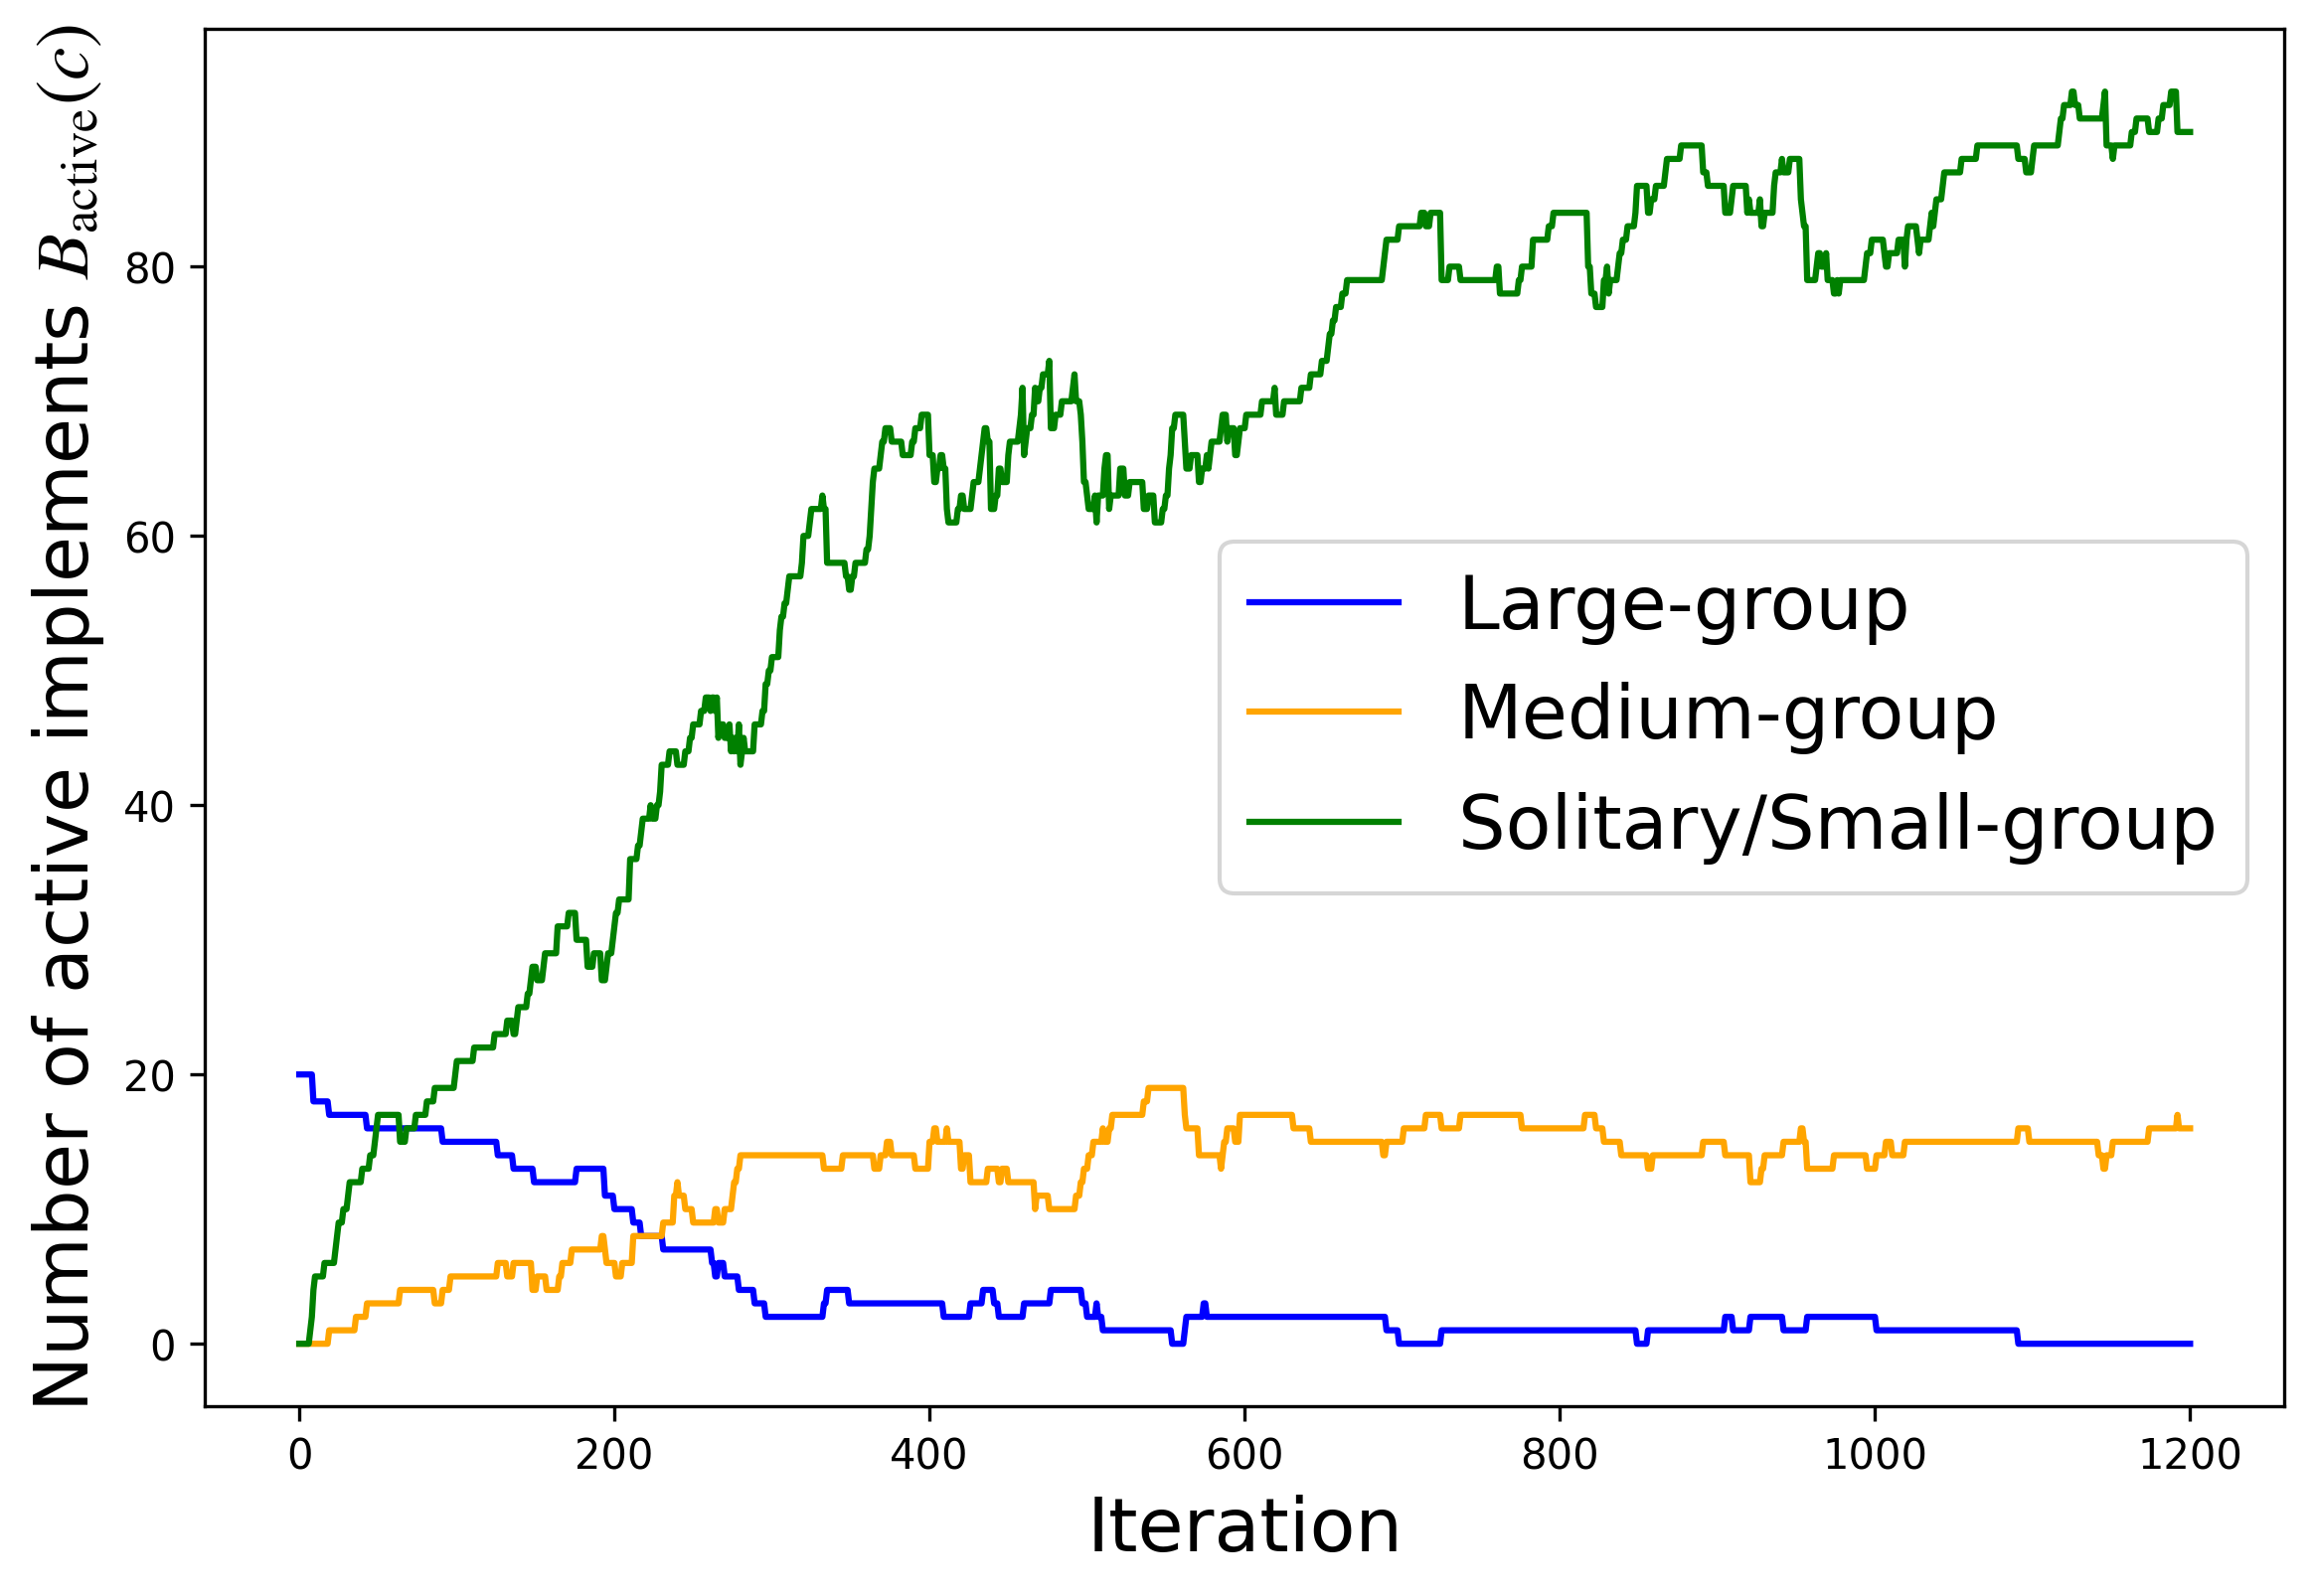 Number of active implements B_active(c)
80
60
40
20
0
Large-group
Medium-group
Solitary/Small-group
0 200 400 600 800 1000 1200
Iteration